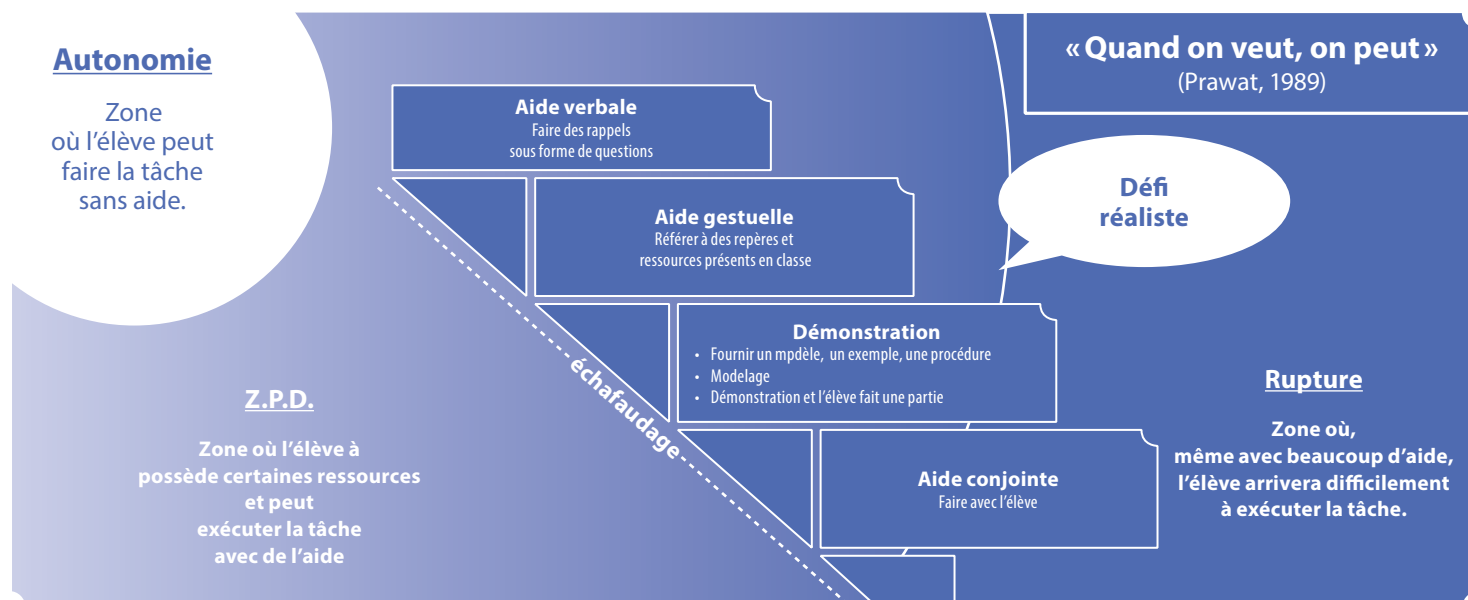 Autonomie
Zone
où l'élève peut
faire la tâche
sans aide.
« Quand on veut, on peut »
(Prawat, 1989)
Aide verbale
Faire des rappels
sous forme de questions
Défi
réaliste
Aide gestuelle
Référer à des repères et
ressources présents en classe
Démonstration
• Fournir un mpdèle, un exemple, une procédure
• Modelage
• Démonstration et l'élève fait une partie
échafaudage
Z.P.D.
Zone où l'élève à
possède certaines ressources
et peut
exécuter la tâche
avec de l'aide
Aide conjointe
Faire avec l'élève
Rupture
Zone où,
même avec beaucoup d'aide,
l'élève arrivera difficilement
à exécuter la tâche.